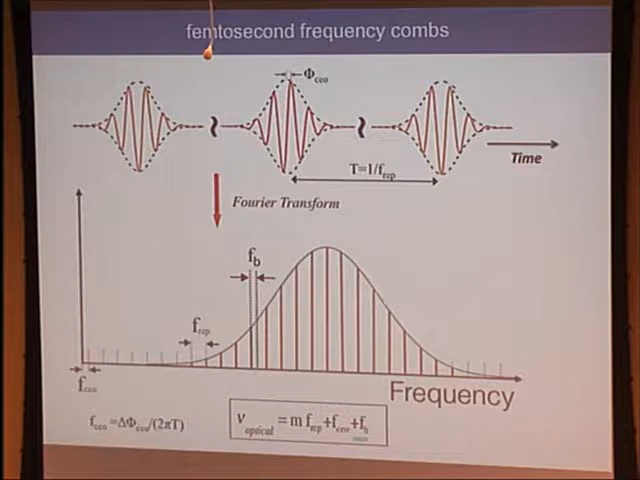 femtosecond frequency combs
Φceo
T=1/frep
Time
Fourier Transform
fb
frep
fceo
Frequency
fceo =ΔΦceo/(2πT)
νoptical = m frep+fceo+fb